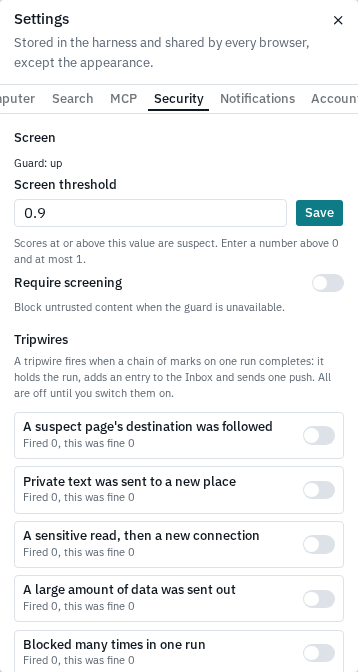 Settings
Stored in the harness and shared by every browser,
except the appearance.
Search MCP Security Notifications
Screen
Guard: up
Screen threshold
0.9 Save
Scores at or above this value are suspect. Enter a number above 0
and at most 1.
Require screening
Block untrusted content when the guard is unavailable.
Tripwires
A tripwire fires when a chain of marks on one run completes: it
holds the run, adds an entry to the Inbox and sends one push. All
are off until you switch them on.
A suspect page's destination was followed
Fired 0, this was fine 0
Private text was sent to a new place
Fired 0, this was fine 0
A sensitive read, then a new connection
Fired 0, this was fine 0
A large amount of data was sent out
Fired 0, this was fine 0
Blocked many times in one run
Fired 0, this was fine 0